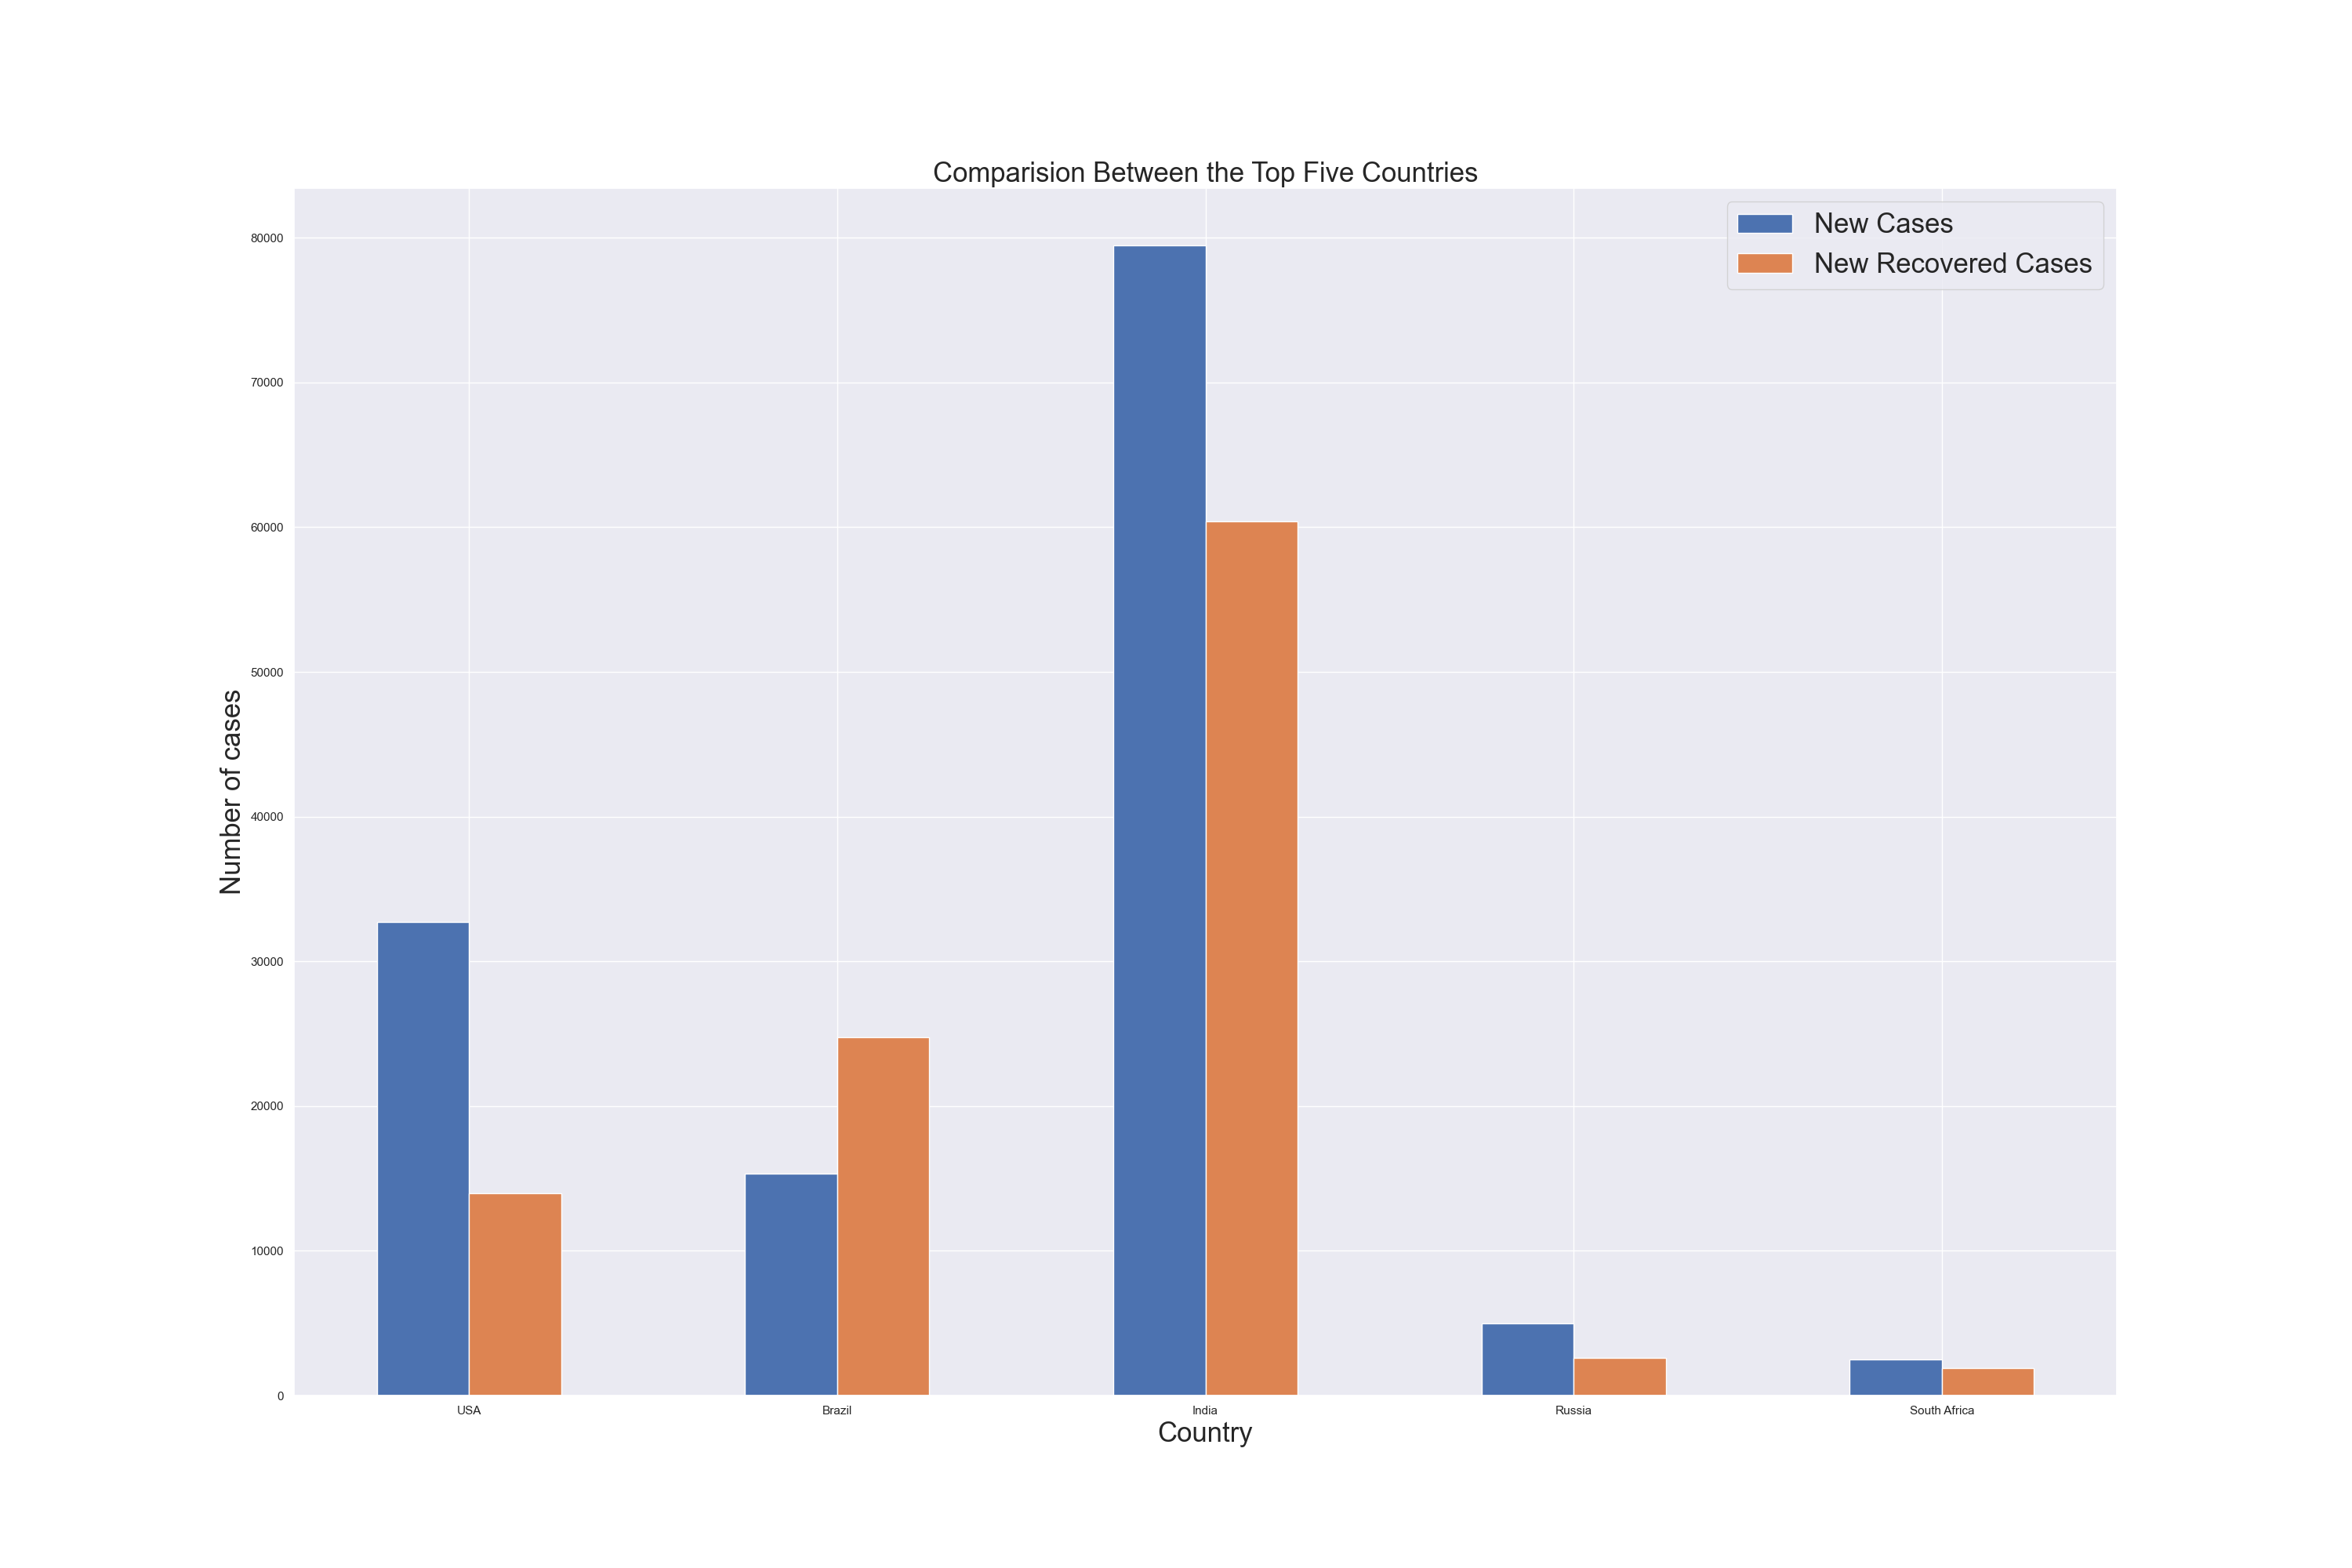 Comparision Between the Top Five Countries
New Cases
New Recovered Cases
80000
70000
60000
50000
40000
30000
20000
10000
0
Number of cases
USA
Brazil
India
Russia
South Africa
Country